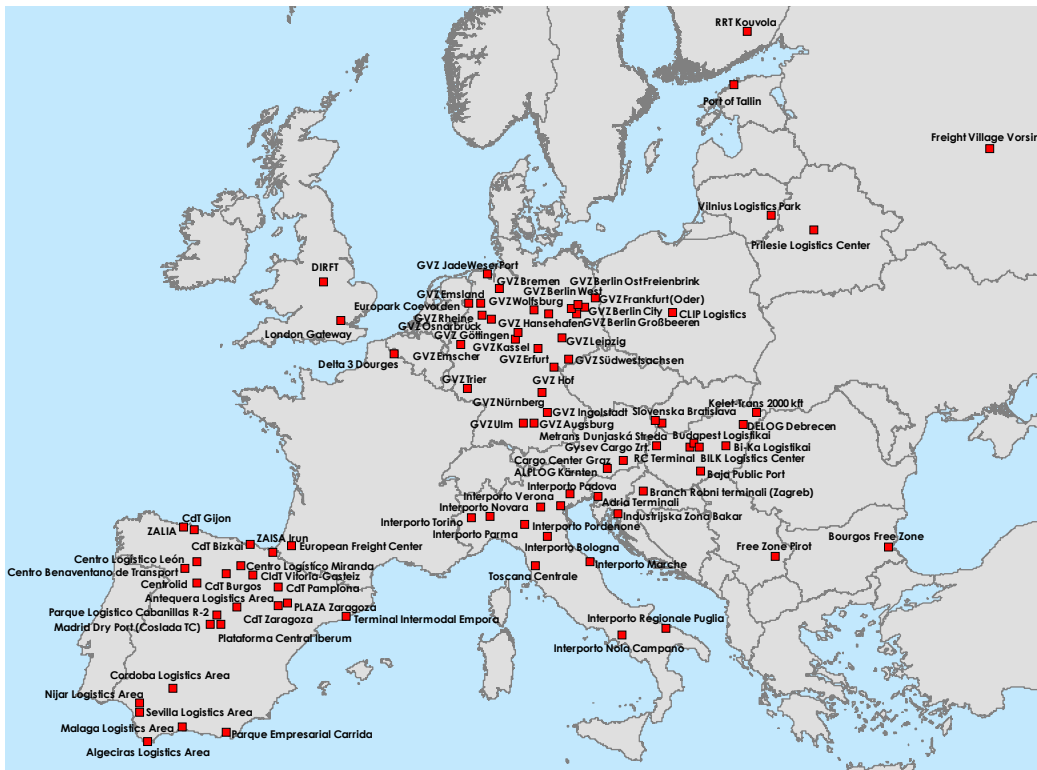 RRT Kouvola
Port of Tallin
Freight Village Vorsin
Vilnius Logistics Park
Prilesie Logistics Center
DIRFT
London Gateway
Delta 3 Dourges
GVZ JadeWeserPort
GVZ Bremen
GVZ Berlin OstFreienbrink
GVZ Emsland
GVZ Berlin West
Europark Coevorden
GVZ Wolfsburg
GVZ Frankfurt (Oder)
GVZ Rheine
GVZ Berlin City
CLIP Logistics
GVZ Osnarbrück
GVZ Hansehafen
GVZ Berlin Großbeeren
GVZ Göttingen
GVZ Leipzig
GVZ Kassel
GVZ Emscher
GVZ Erfurt
GVZ Südwestsachsen
GVZ Trier
GVZ Hof
GVZ Nürnberg
GVZ Ingolstadt
GVZ Ulm
GVZ Augsburg
Kelet-Trans 2000 kft
Slovenska Bratislava
DELOG Debrecen
Metrans Dunjaská Streda
Budapest Logistikai
Gysev Cargo Zrt.
Bi-Ka Logistikai
RC Terminal
BILK Logistics Center
Cargo Center Graz
ALPLOG Kärnten
Baja Public Port
Interporto Padova
Branch Robni terminali (Zagreb)
Interporto Verona
Adria Terminali
Interporto Novara
Industrijska Zona Bakar
Interporto Torino
Interporto Pordenone
Interporto Parma
Interporto Bologna
Interporto Marche
Toscana Centrale
Interporto Regionale Puglia
Interporto Nola Campano
Bourgos Free Zone
Free Zone Pirot
CdT Gijon
ZALIA
ZAISA Irun
CdT Bizkai
European Freight Center
Centro Logístico León
Centro Logístico Miranda
Centro Benaventano de Transport
CldT Vitoria-Gasteiz
Centrolid
CdT Burgos
CdT Pamplona
Antequera Logistics Area
PLAZA Zaragoza
Parque Logistico Cabanillas R-2
CdT Zaragoza
Terminal Intermodal Empora
Madrid Dry Port (Coslada TC)
Plataforma Central Iberum
Cordoba Logistics Area
Nijar Logistics Area
Sevilla Logistics Area
Malaga Logistics Area
Parque Empresarial Carrida
Algeciras Logistics Area